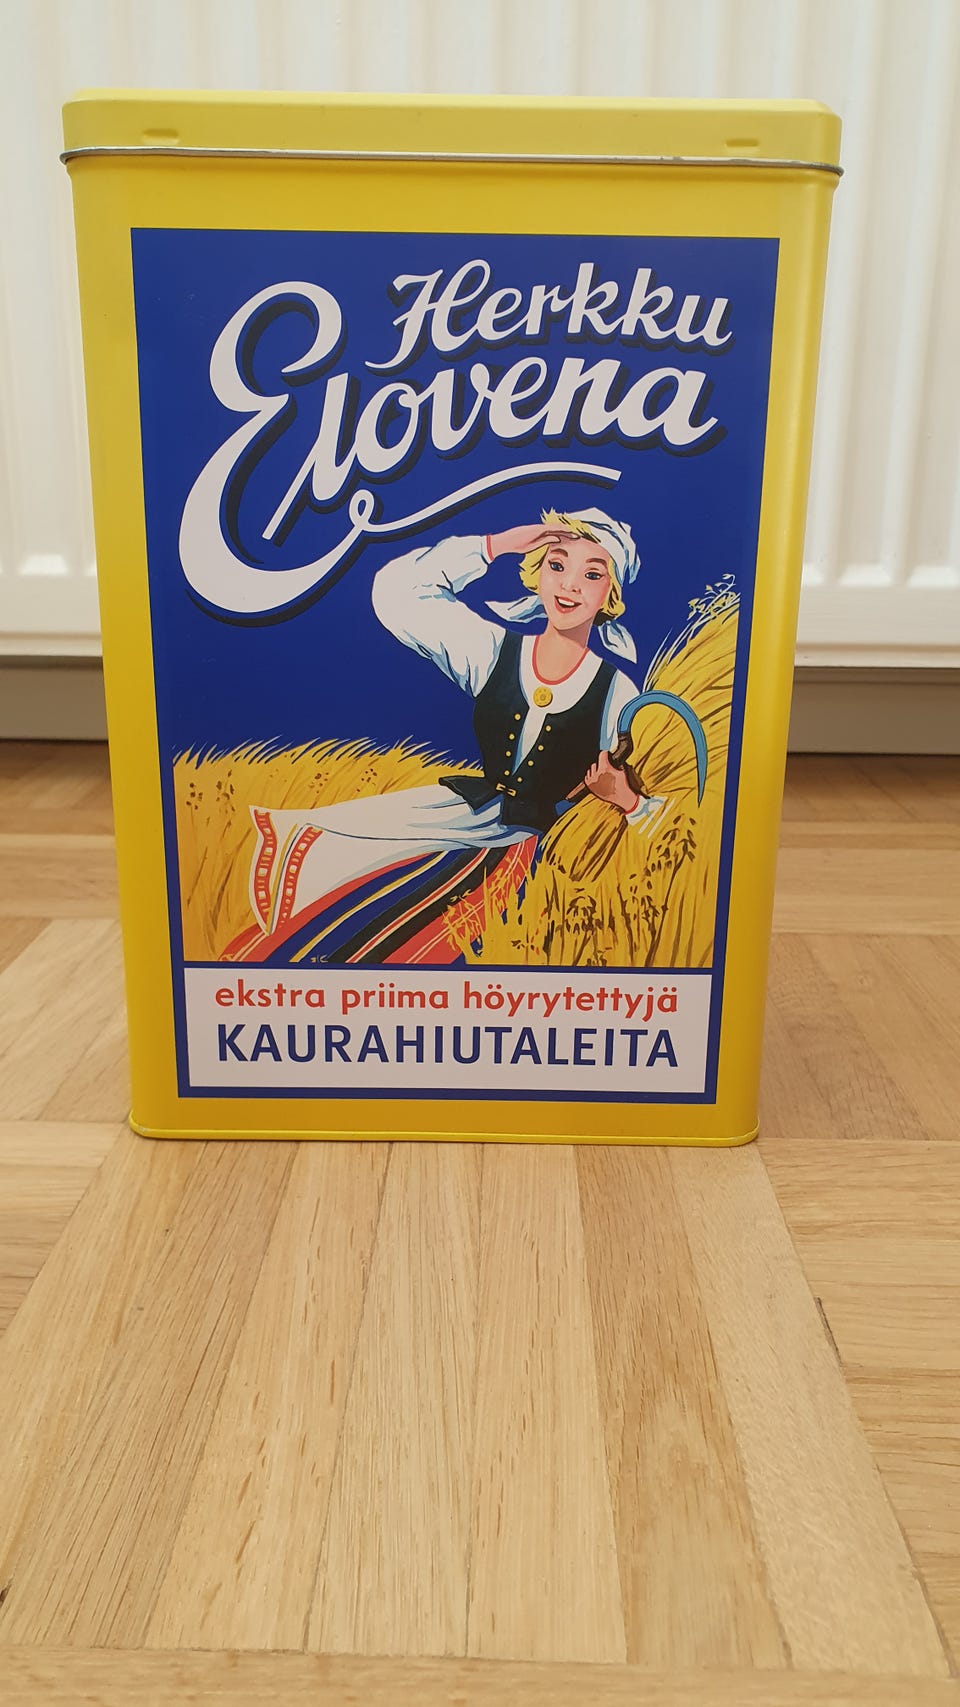 Herkku
Elovena
ekstra priima höyrytettyjä
KAURAHIUTALEITA